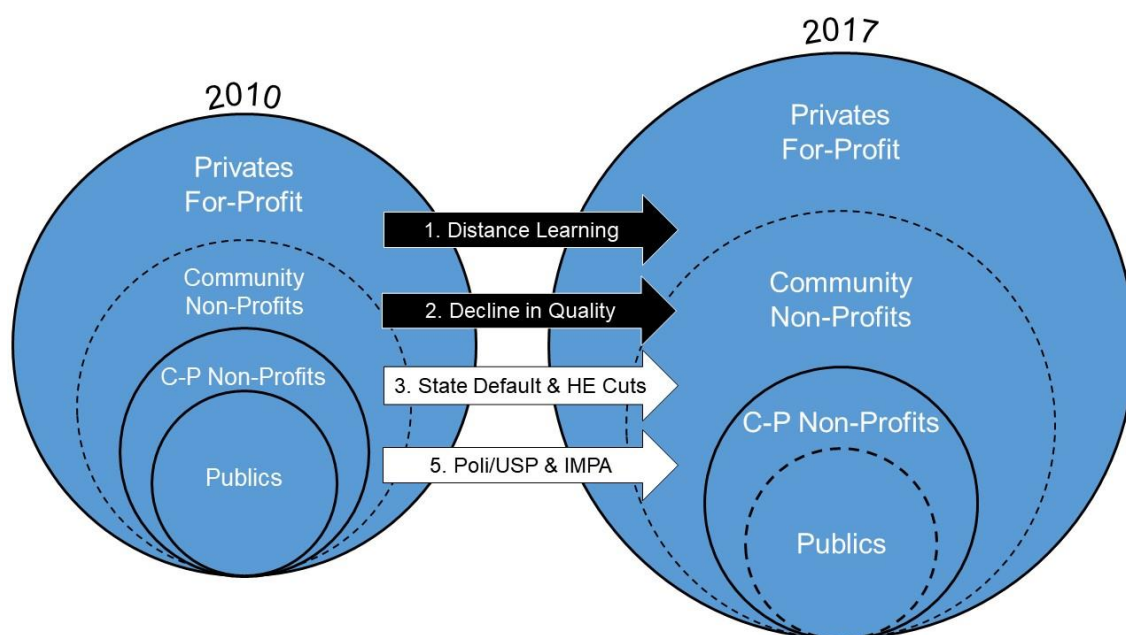 2010
Privates
For-Profit
Community
Non-Profits
C-P Non-Profits
Publics
1. Distance Learning
2. Decline in Quality
3. State Default & HE Cuts
5. Poli/USP & IMPA
2017
Privates
For-Profit
Community
Non-Profits
C-P Non-Profits
Publics